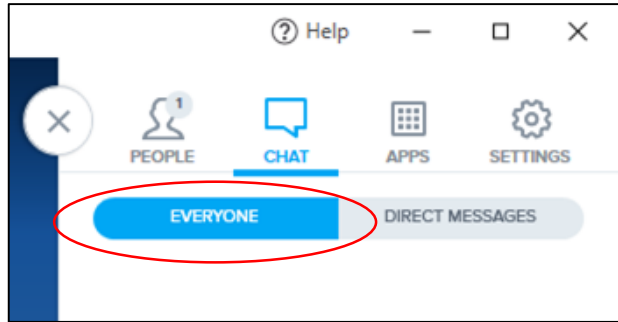 ? Help
1
PEOPLE CHAT APPS SETTINGS
EVERYONE DIRECT MESSAGES